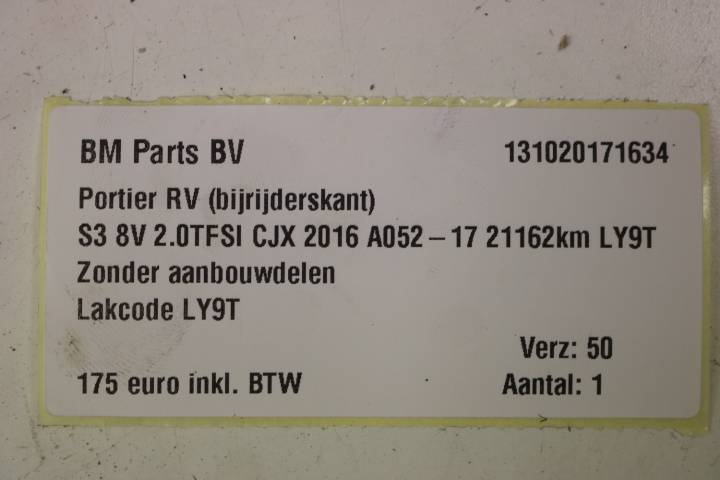 BM Parts BV 131020171634
Portier RV (bijrijderskant)
S3 8V 2.0TFSI CJX 2016 A052 – 17 21162km LY9T
Zonder aanbouwdelen
Lakcode LY9T
Verz: 50
175 euro inkl. BTW Aantal: 1